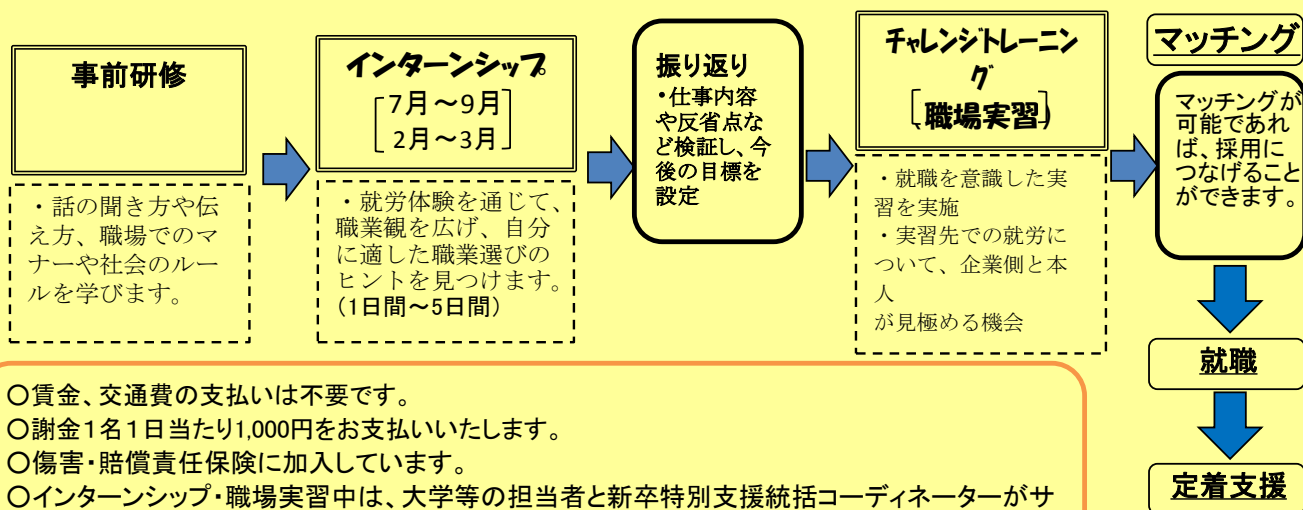 事前研修
・話の聞き方や伝
え方、職場でのマ
ナーや社会のルー
ルを学びます。
インターンシップ
7月～9月
2月～3月
・就労体験を通じて、
職業観を広げ、自分
に適した職業選びの
ヒントを見つけます。
(1日間～5日間)
振り返り
・仕事内容
や反省点な
ど検証し、今
後の目標を
設定
チャレンジトレーニン
グ
[職場実習]
・就職を意識した実
習を実施
・実習先での就労に
ついて、企業側と本
人
が見極める機会
マッチング
マッチングが
可能であれ
ば、採用に
つなげること
ができます。
就職
定着支援
○賃金、交通費の支払いは不要です。
○謝金1名1日当たり1,000円をお支払いいたします。
○傷害・賠償責任保険に加入しています。
○インターンシップ・職場実習中は、大学等の担当者と新卒特別支援統括コーディネーターがサ